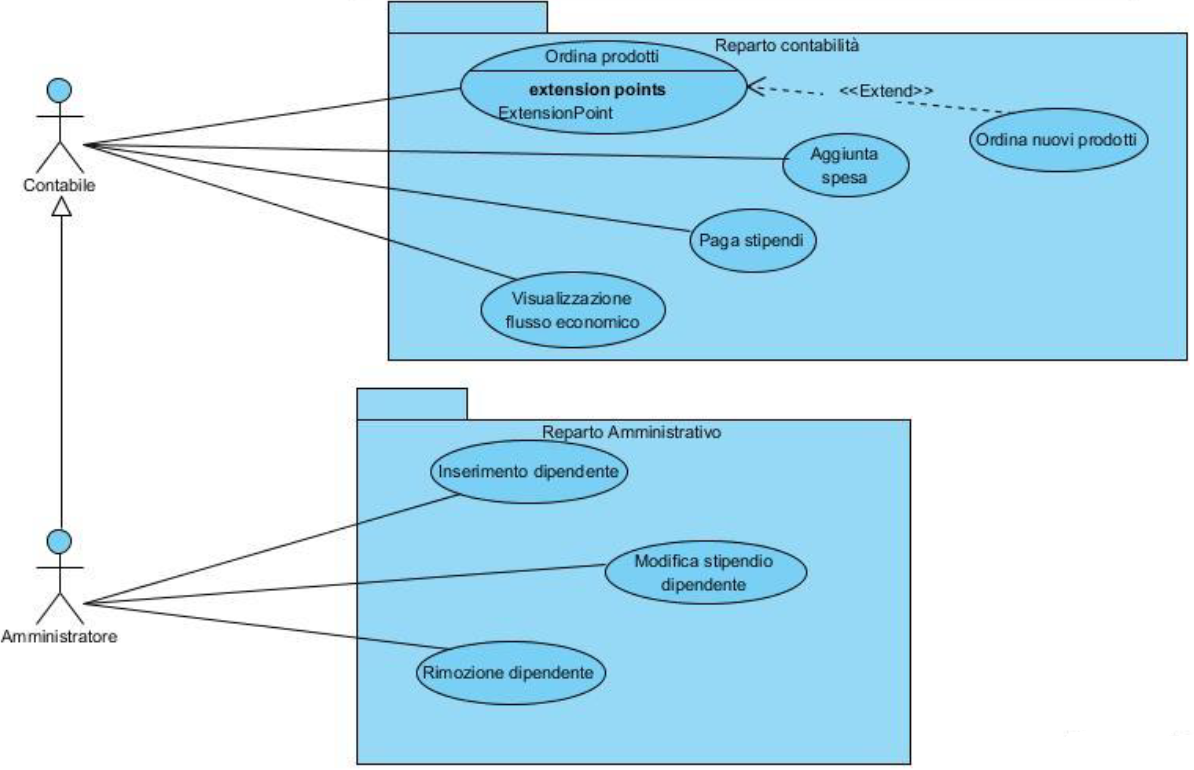 Reparto contabilità
Ordina prodotti
extension points
ExtensionPoint
<<Extend>>
Ordina nuovi prodotti
Aggiunta
spesa
Contabile
Paga stipendi
Visualizzazione
flusso economico
Reparto Amministrativo
Inserimento dipendente
Modifica stipendio
dipendente
Amministratore
Rimozione dipendente